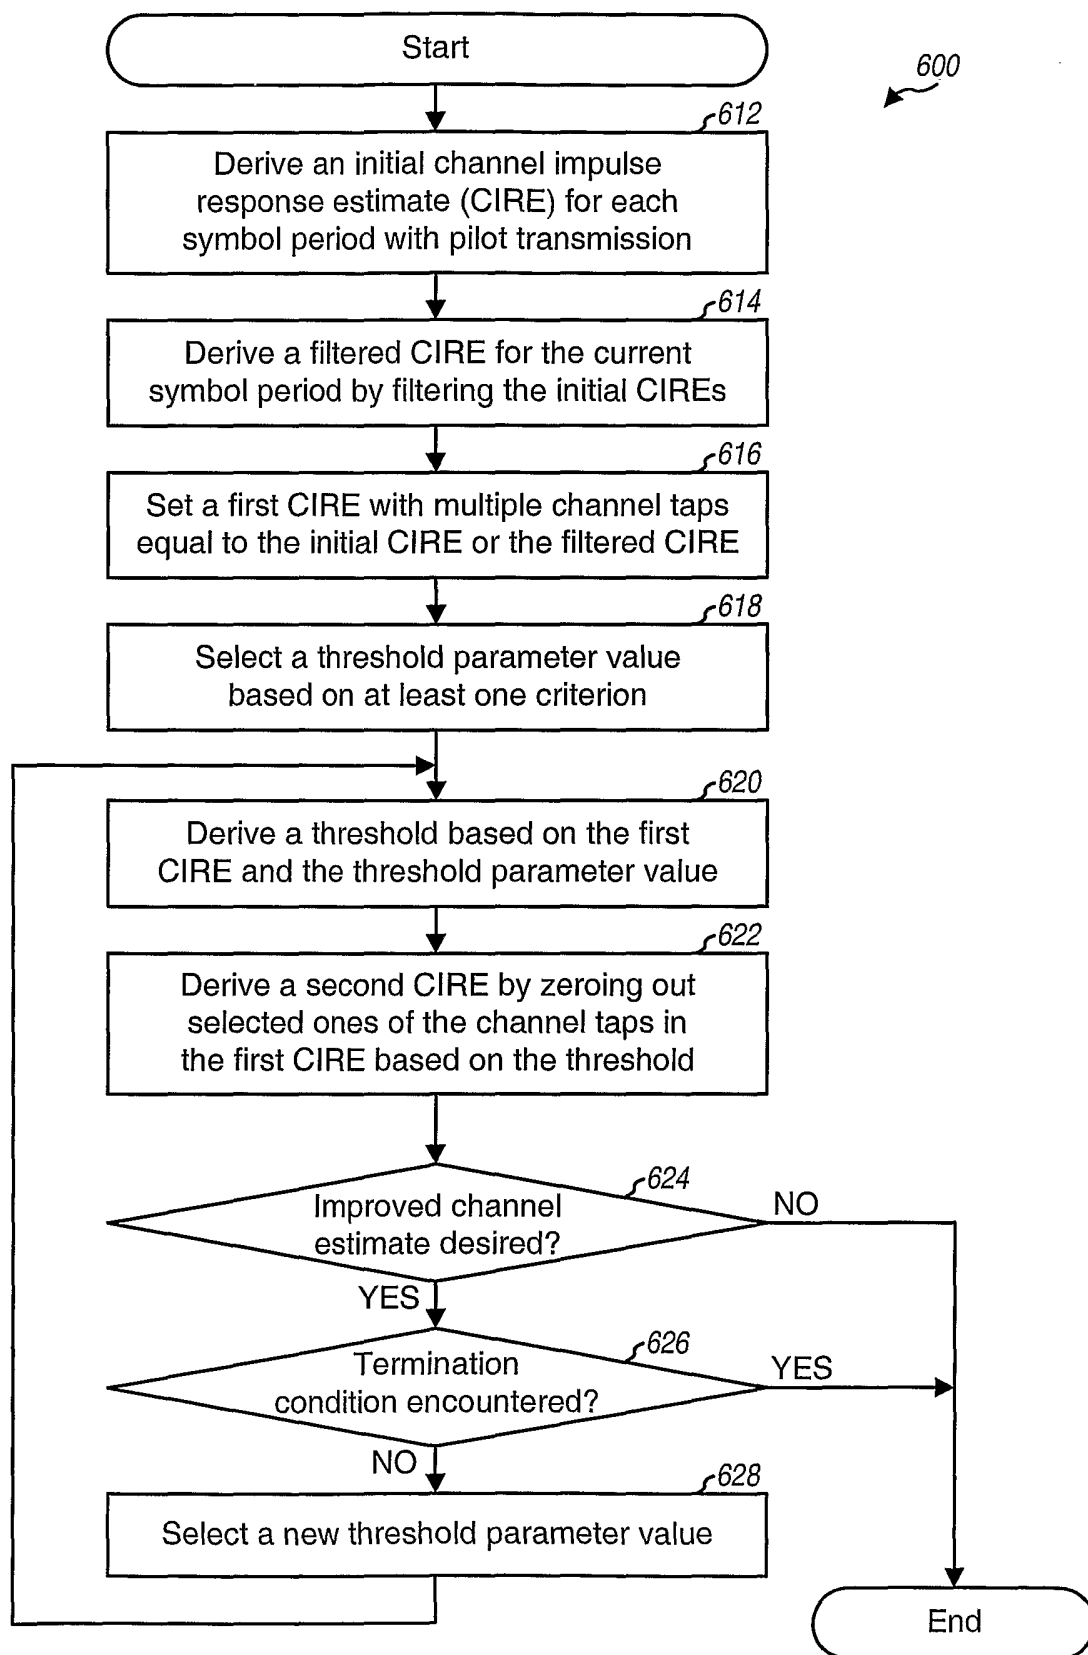 Start
600
612
Derive an initial channel impulse
response estimate (CIRE) for each
symbol period with pilot transmission
614
Derive a filtered CIRE for the current
symbol period by filtering the initial CIREs
616
Set a first CIRE with multiple channel taps
equal to the initial CIRE or the filtered CIRE
618
Select a threshold parameter value
based on at least one criterion
620
Derive a threshold based on the first
CIRE and the threshold parameter value
622
Derive a second CIRE by zeroing out
selected ones of the channel taps in
the first CIRE based on the threshold
624
Improved channel
estimate desired?
NO
YES
626
Termination
condition encountered?
YES
NO
628
Select a new threshold parameter value
End